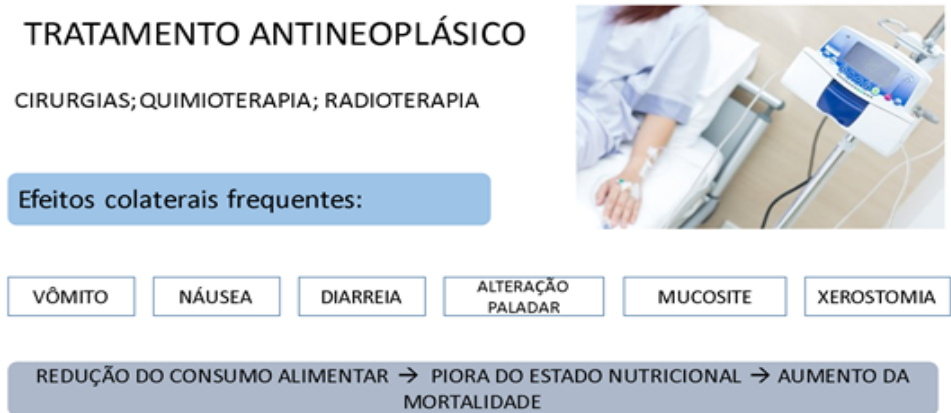 TRATAMENTO ANTINEOPLÁSICO
CIRURGIAS; QUIMIOTERAPIA; RADIOTERAPIA
Efeitos colaterais frequentes:
VÔMITO
NÁUSEA
DIARREIA
ALTERAÇÃO
PALADAR
MUCOSITE
XEROSTOMIA
REDUÇÃO DO CONSUMO ALIMENTAR → PIORA DO ESTADO NUTRICIONAL → AUMENTO DA
MORTALIDADE